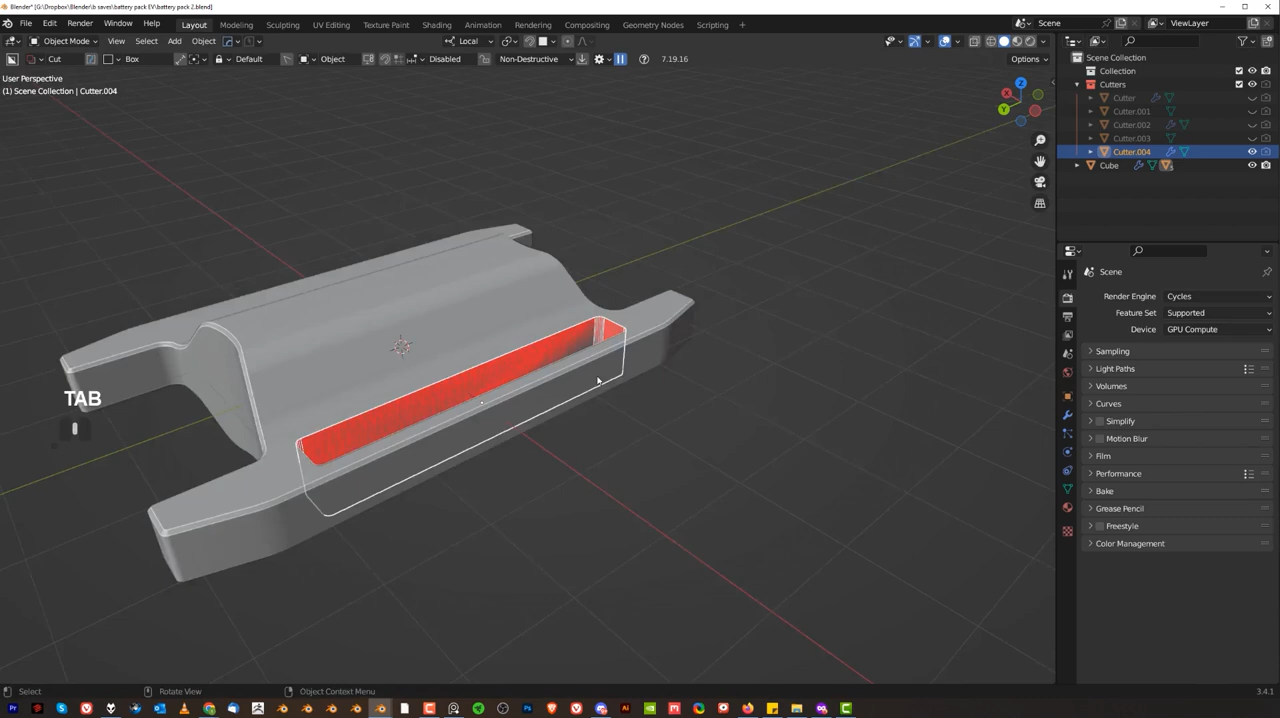 Blender* [G:\Dropbox\Blender\b saves\battery pack EV\battery pack 2.blend]
File Edit Render Window Help Layout Modeling Sculpting UV Editing Texture Paint Shading Animation Rendering Compositing Geometry Nodes Scripting + Scene ViewLayer
Object Mode View Select Add Object Local
Cut Box Default Object Disabled Non-Destructive 7.19.16 Options
User Perspective
(1) Scene Collection | Cutter.004
Scene Collection
Collection
Cutters
Cutter
Cutter.001
Cutter.002
Cutter.003
Cutter.004
Cube
X
Y
Z
TAB
Scene
Render Engine Cycles
Feature Set Supported
Device GPU Compute
Sampling
Light Paths
Volumes
Curves
Simplify
Motion Blur
Film
Performance
Bake
Grease Pencil
Freestyle
Color Management
Select Rotate View Object Context Menu 3.4.1